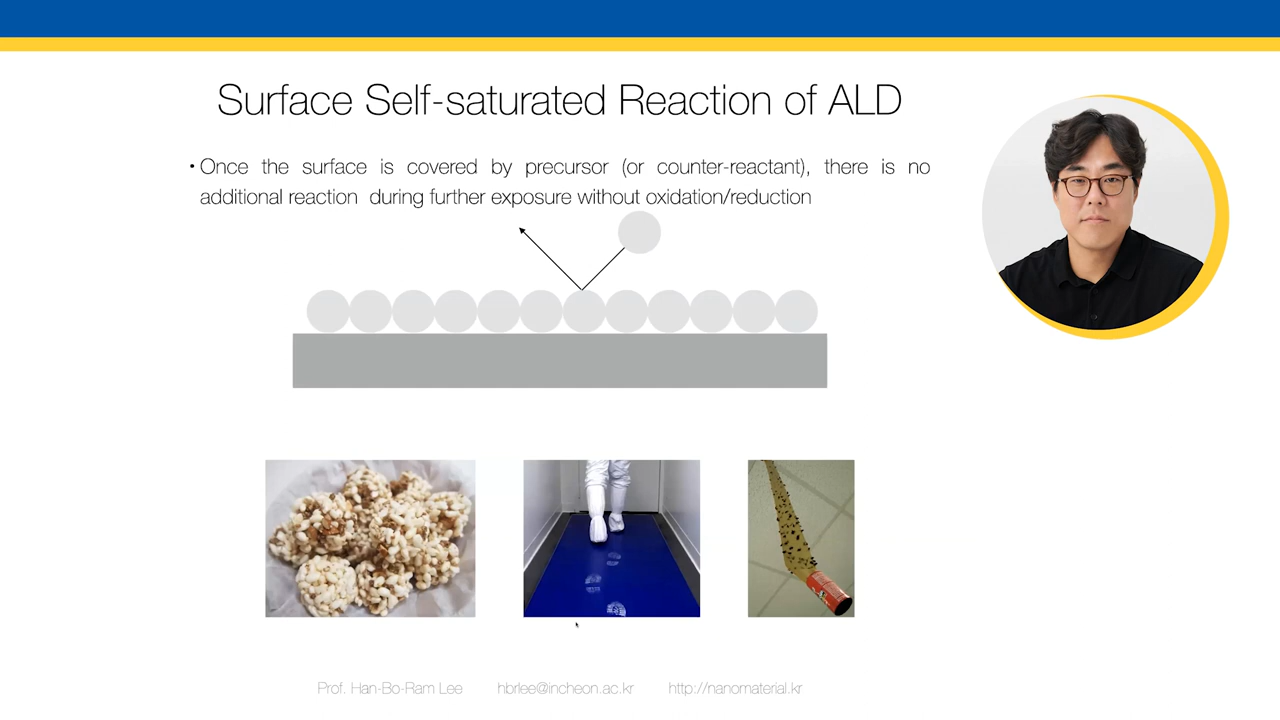 Surface Self-saturated Reaction of ALD
• Once the surface is covered by precursor (or counter-reactant), there is no
additional reaction during further exposure without oxidation/reduction
Prof. Han-Bo-Ram Lee hbrlee@incheon.ac.kr http://nanomaterial.kr